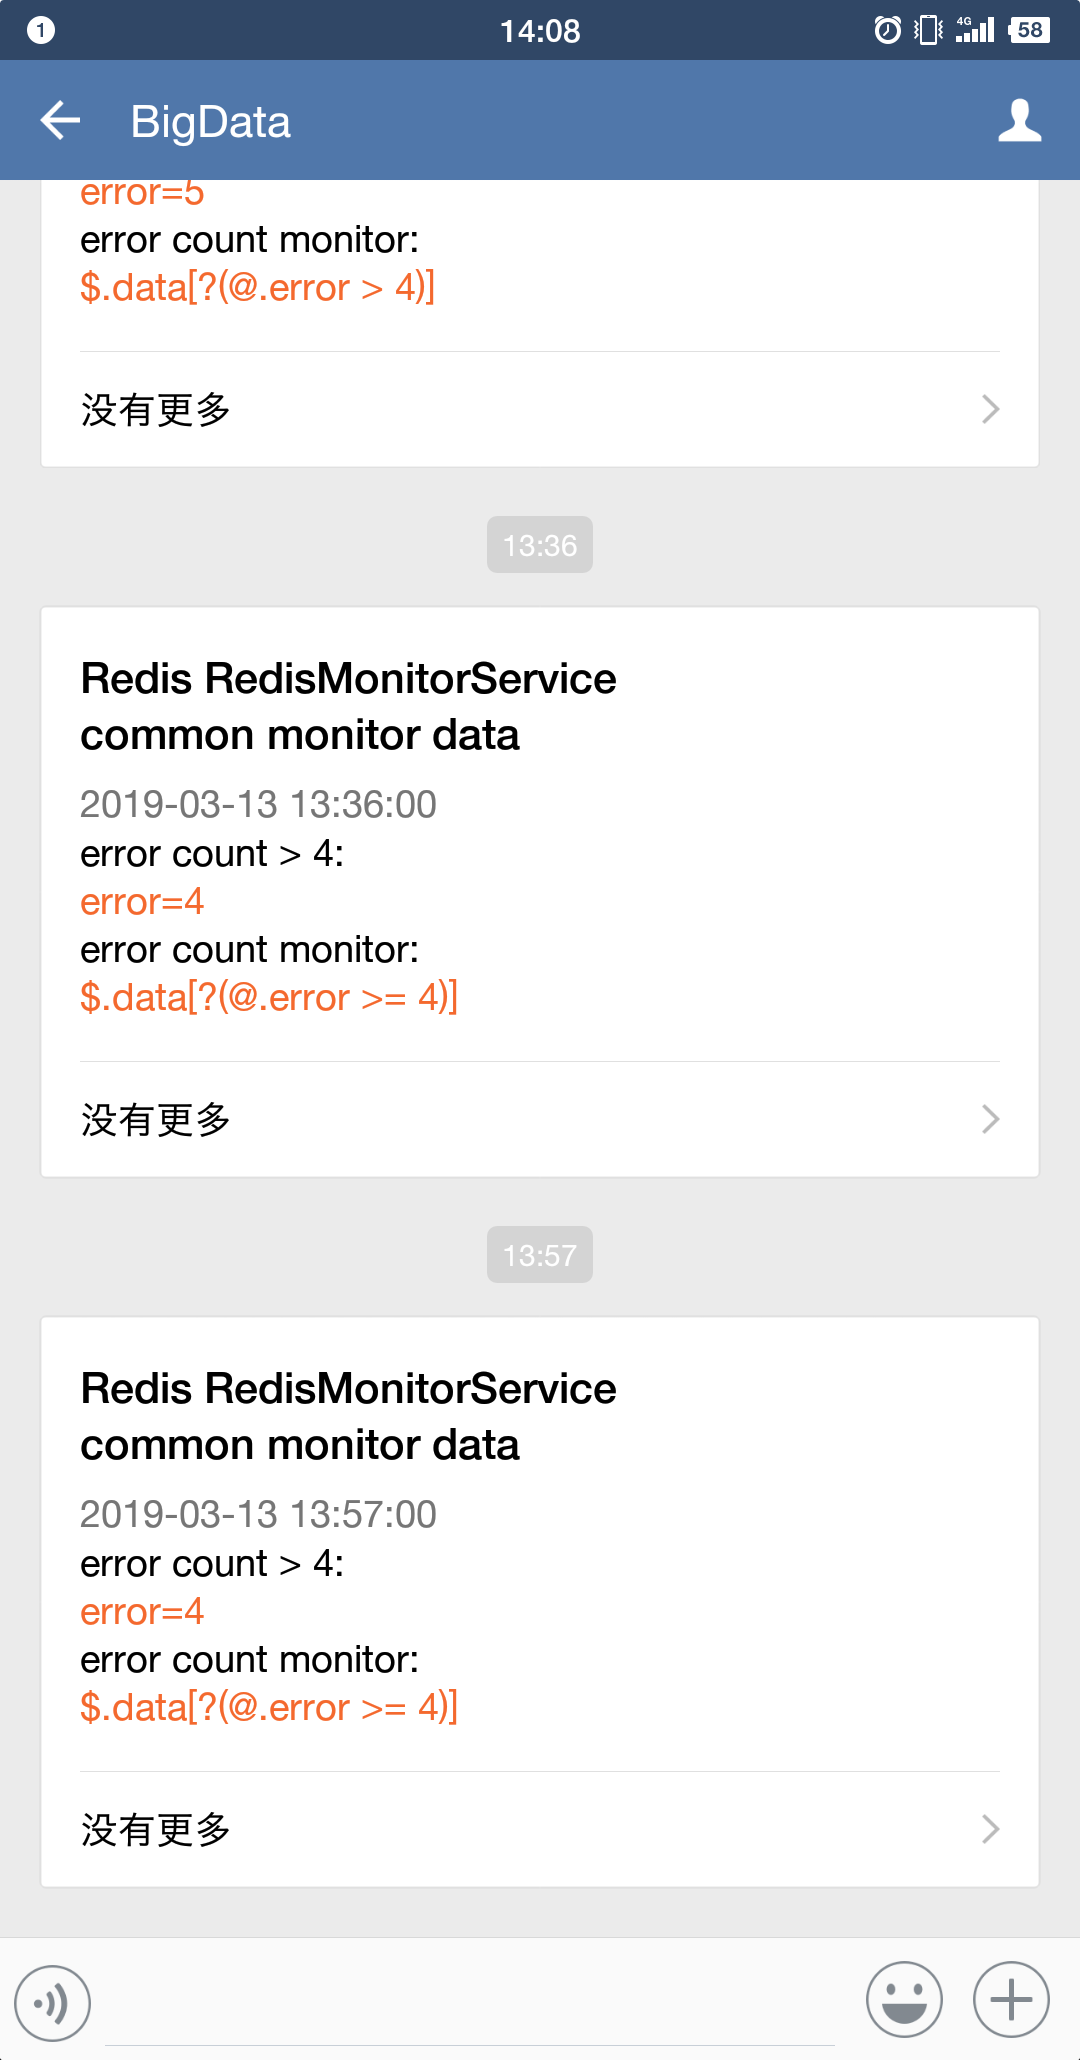 1
14:08
4G
58
BigData
error=5
error count monitor:
$.data[?(@.error > 4)]
没有更多
13:36
Redis RedisMonitorService
common monitor data
2019-03-13 13:36:00
error count > 4:
error=4
error count monitor:
$.data[?(@.error >= 4)]
没有更多
13:57
Redis RedisMonitorService
common monitor data
2019-03-13 13:57:00
error count > 4:
error=4
error count monitor:
$.data[?(@.error >= 4)]
没有更多